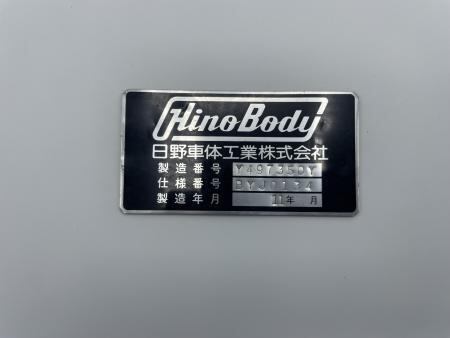 HinoBody
日野車体工業株式会社
製造番号 Y49735DY
仕様番号
製造年月 11年 月